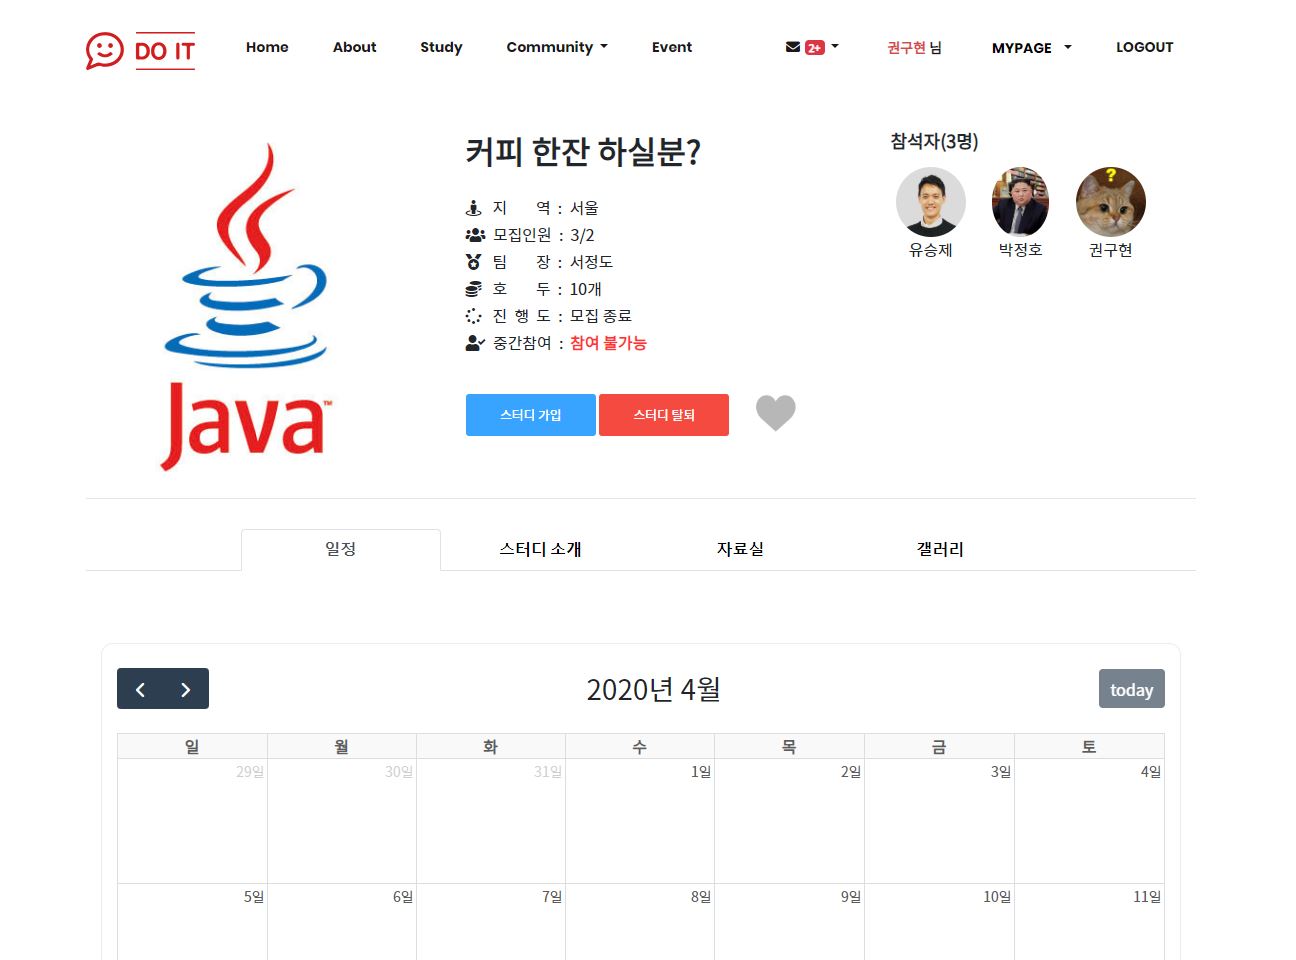 DO IT
Home
About
Study
Community
Event
2+
권구현 님
MYPAGE
LOGOUT
Java™
커피 한잔 하실분?
지 역 : 서울
모집인원 : 3/2
팀 장 : 서정도
호 두 : 10개
진 행 도 : 모집 종료
중간참여 : 참여 불가능
스터디 가입
스터디 탈퇴
참석자(3명)
?
유승제
박정호
권구현
일정
스터디 소개
자료실
갤러리
2020년 4월
today
일 월 화 수 목 금 토
29일 30일 31일 1일 2일 3일 4일
5일 6일 7일 8일 9일 10일 11일